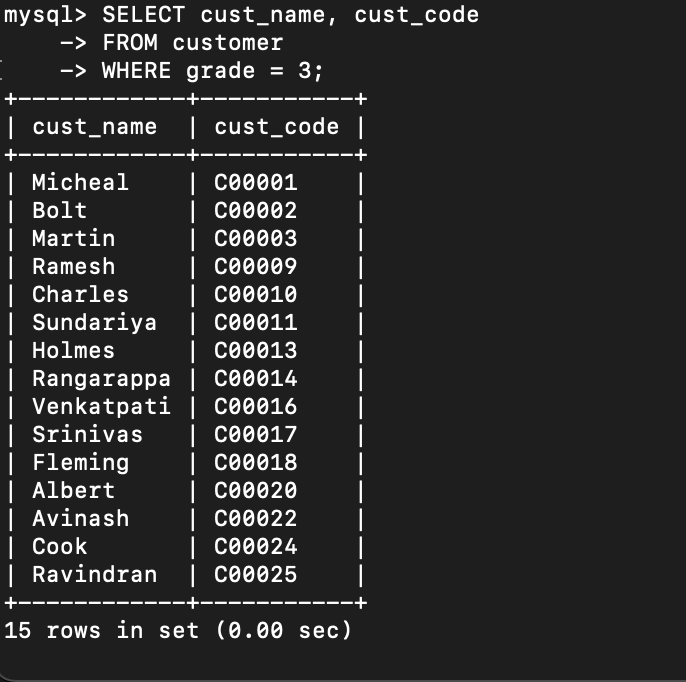 mysql> SELECT cust_name, cust_code
    -> FROM customer
    -> WHERE grade = 3;
+------------+-----------+
| cust_name  | cust_code |
+------------+-----------+
| Micheal    | C00001    |
| Bolt       | C00002    |
| Martin     | C00003    |
| Ramesh     | C00009    |
| Charles    | C00010    |
| Sundariya  | C00011    |
| Holmes     | C00013    |
| Rangarappa | C00014    |
| Venkatpati | C00016    |
| Srinivas   | C00017    |
| Fleming    | C00018    |
| Albert     | C00020    |
| Avinash    | C00022    |
| Cook       | C00024    |
| Ravindran  | C00025    |
+------------+-----------+
15 rows in set (0.00 sec)